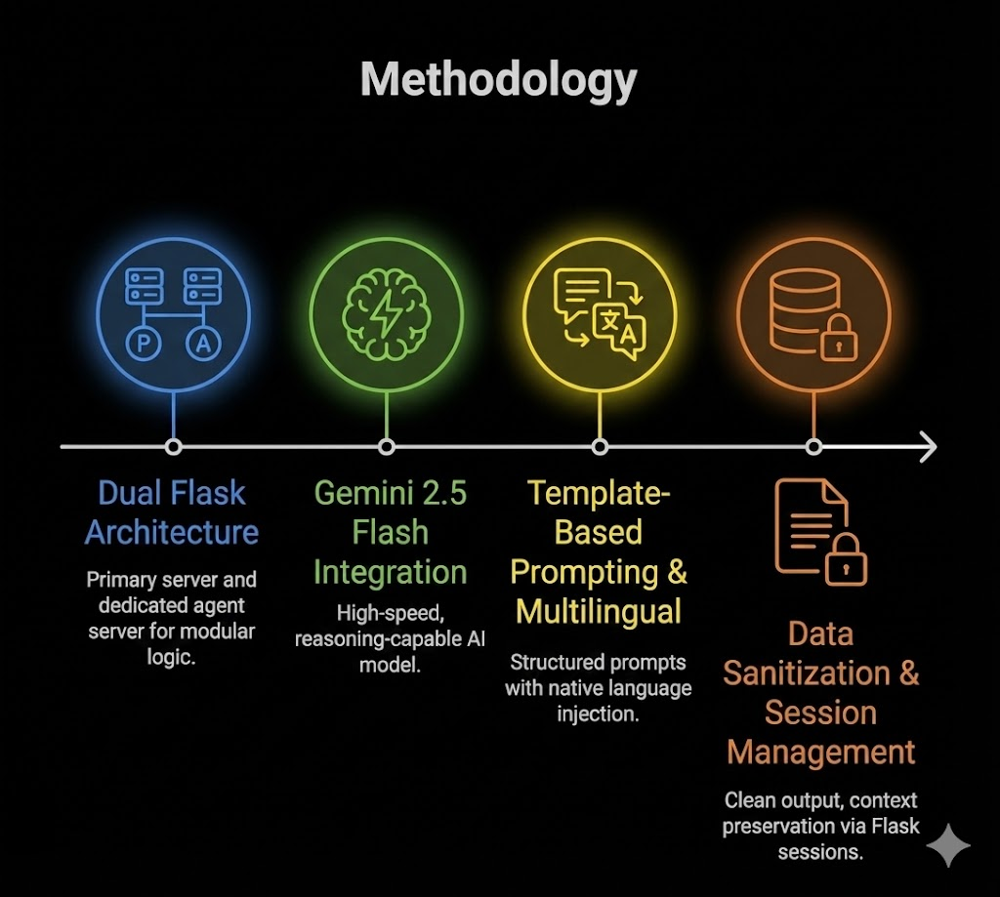 Methodology
P A
文
A
Dual Flask
Architecture
Primary server and
dedicated agent
server for modular
logic.
Gemini 2.5
Flash
Integration
High-speed,
reasoning-capable AI
model.
Template-
Based
Prompting &
Multilingual
Structured prompts
with native language
injection.
Data
Sanitization &
Session
Management
Clean output, context
preservation via Flask
sessions.